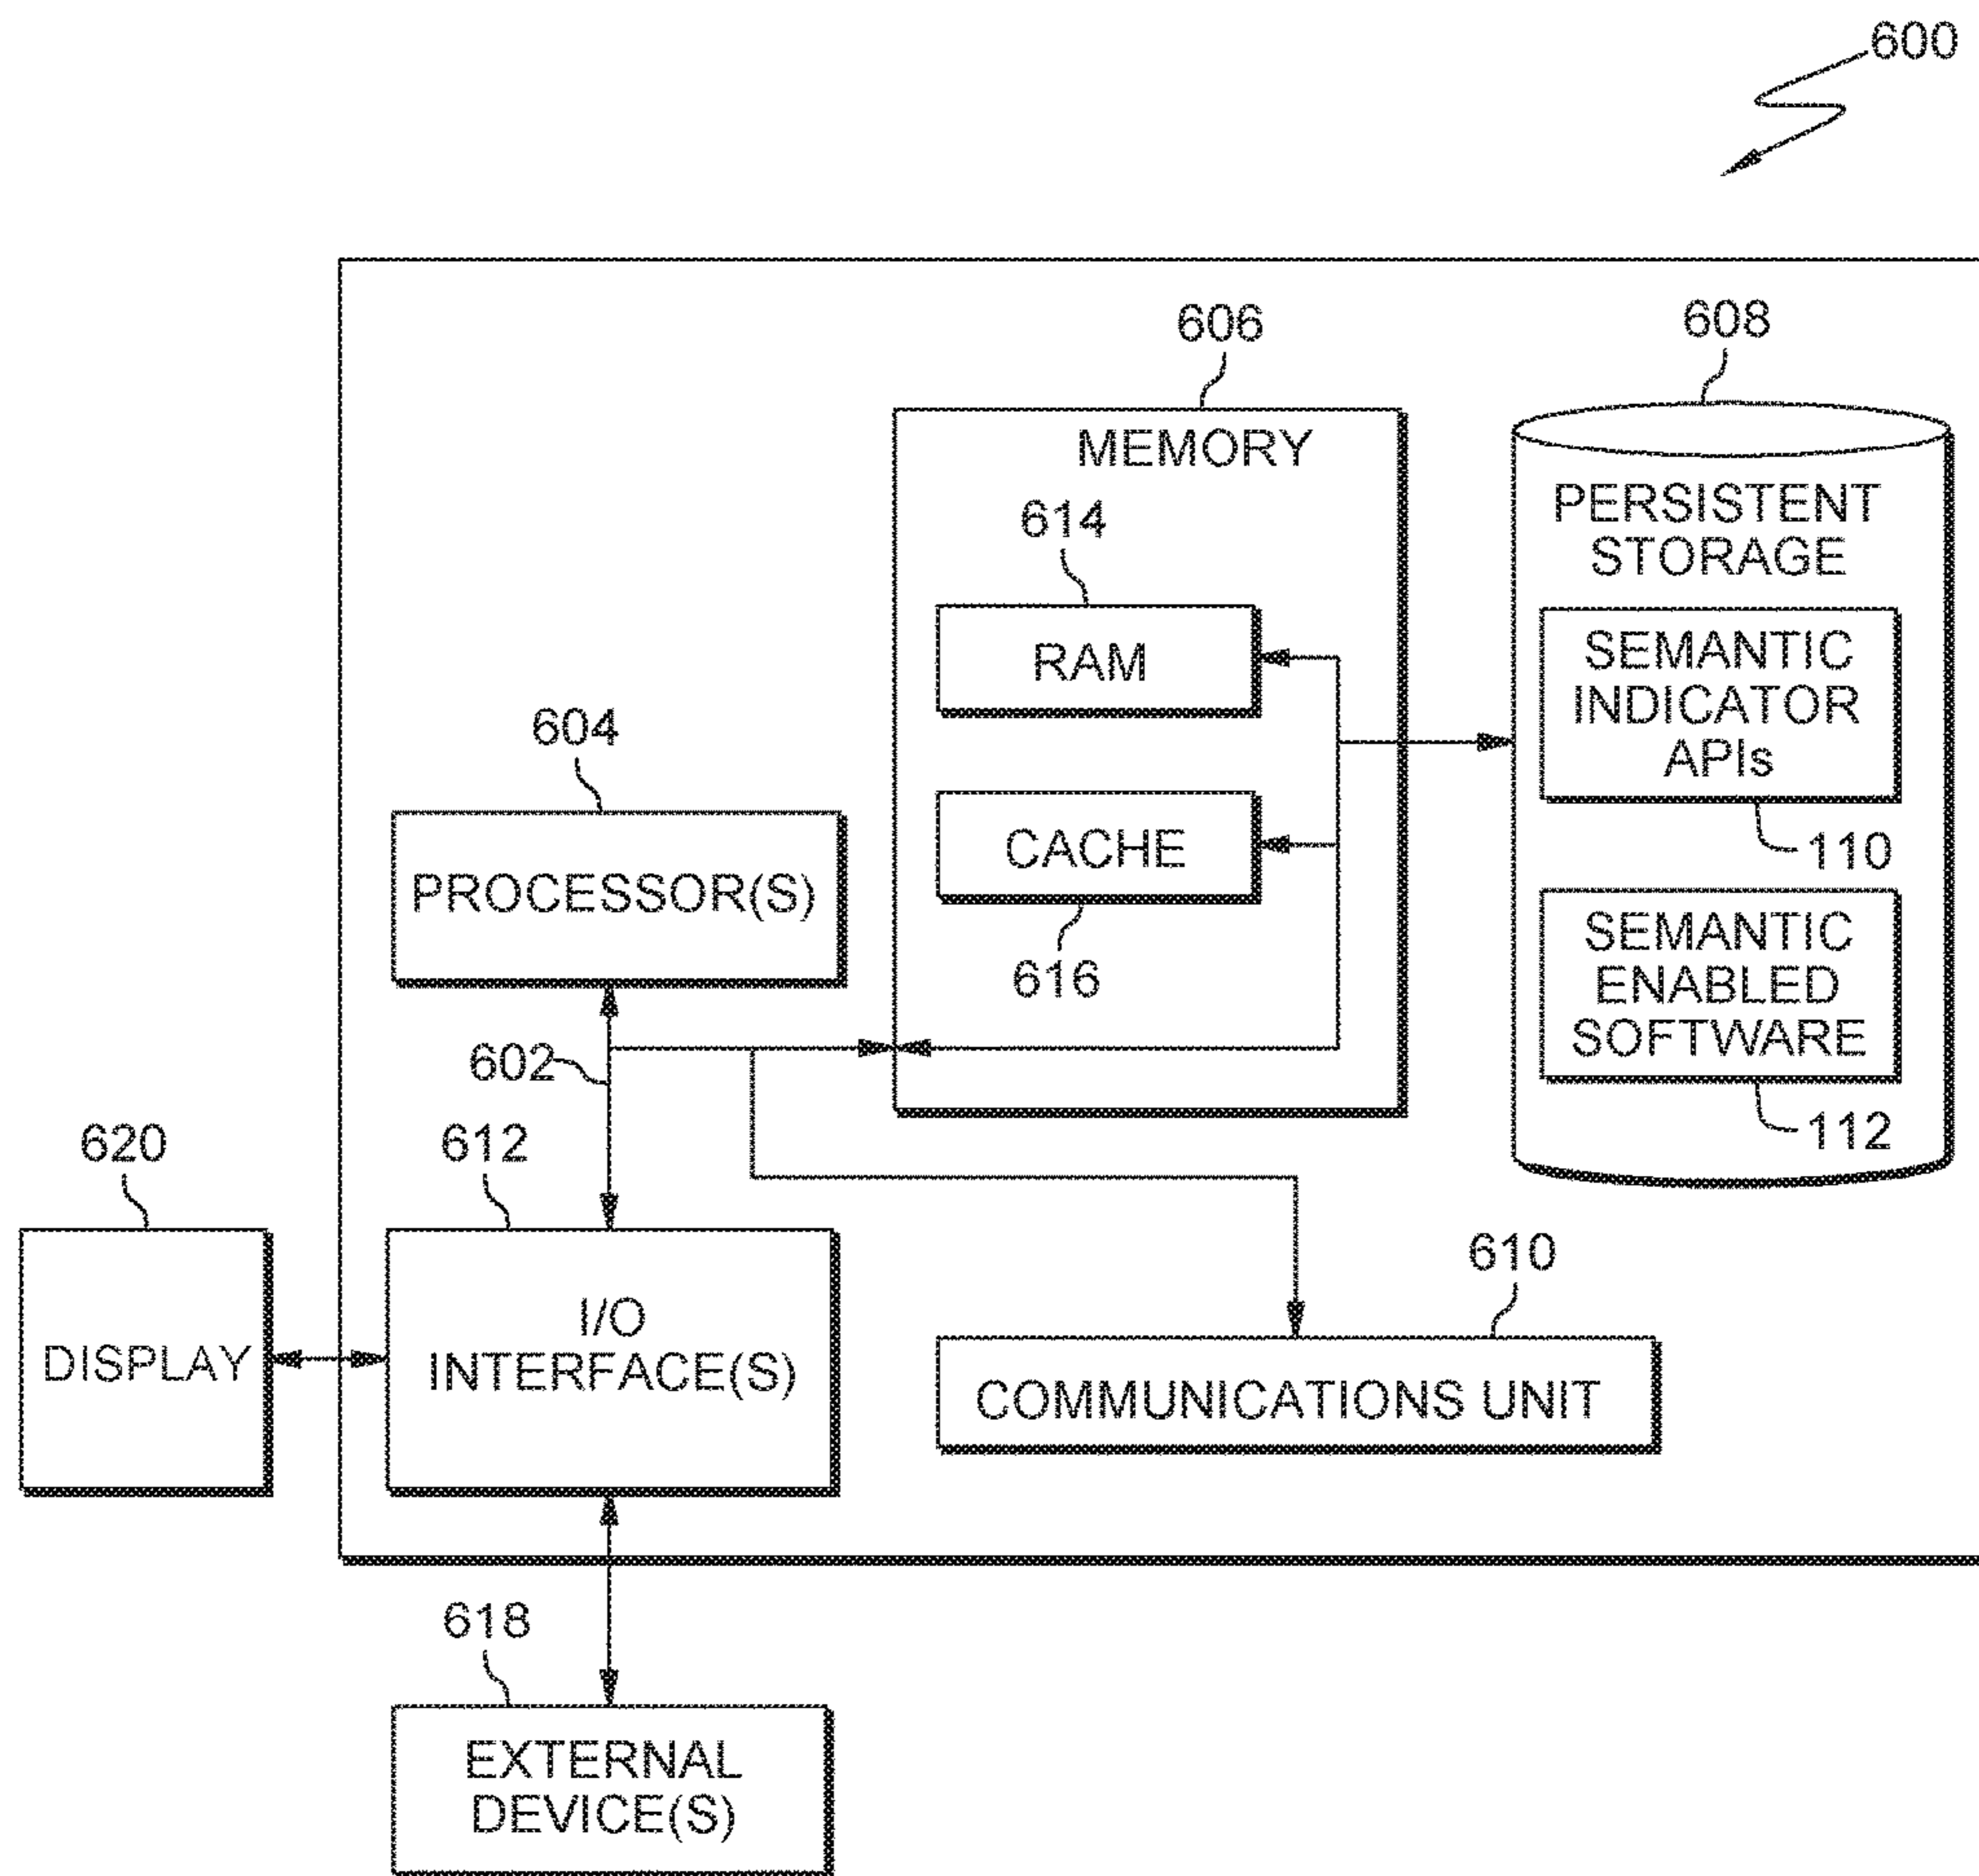 600
606
608
MEMORY
PERSISTENT
STORAGE
614
RAM
SEMANTIC
INDICATOR
APIs
604
CACHE
110
PROCESSOR(S)
SEMANTIC
ENABLED
SOFTWARE
616
602
112
620
612
610
DISPLAY
I/O
INTERFACE(S)
COMMUNICATIONS UNIT
618
EXTERNAL
DEVICE(S)